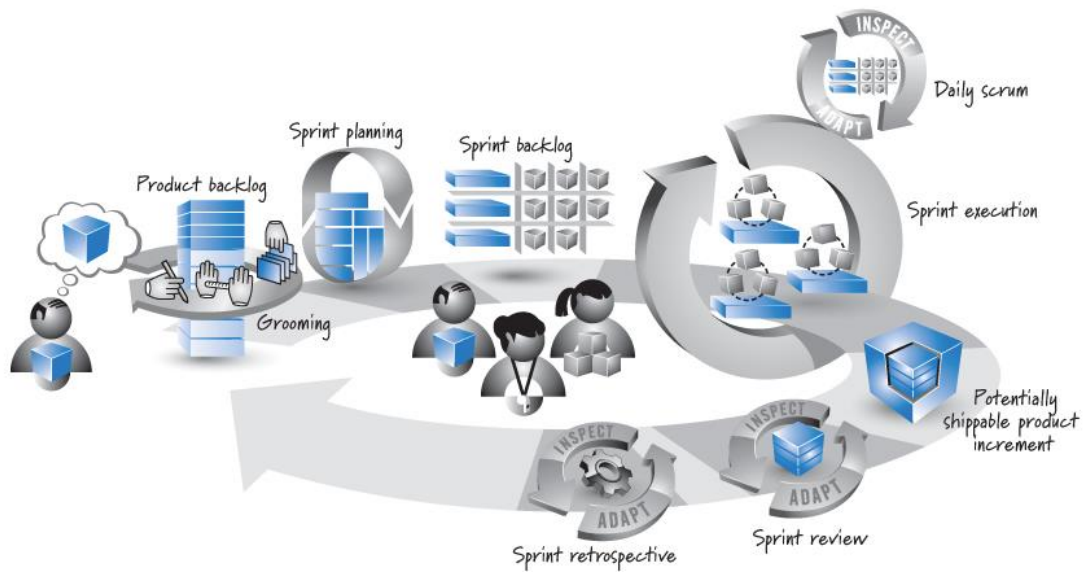 INSPECT
ADAPT
Daily scrum
Sprint planning
Sprint backlog
Product backlog
Sprint execution
Grooming
Potentially
shippable product
increment
INSPECT
ADAPT
Sprint review
INSPECT
ADAPT
Sprint retrospective